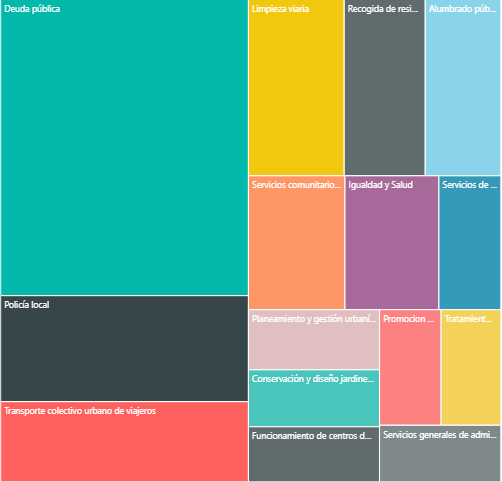 Deuda pública
Limpieza viaria
Recogida de resi...
Alumbrado púb...
Servicios comunitario...
Igualdad y Salud
Servicios de ...
Policía local
Planeamiento y gestión urbaní...
Promocion ...
Tratamient...
Conservación y diseño jardine...
Transporte colectivo urbano de viajeros
Funcionamiento de centros d...
Servicios generales de admi...